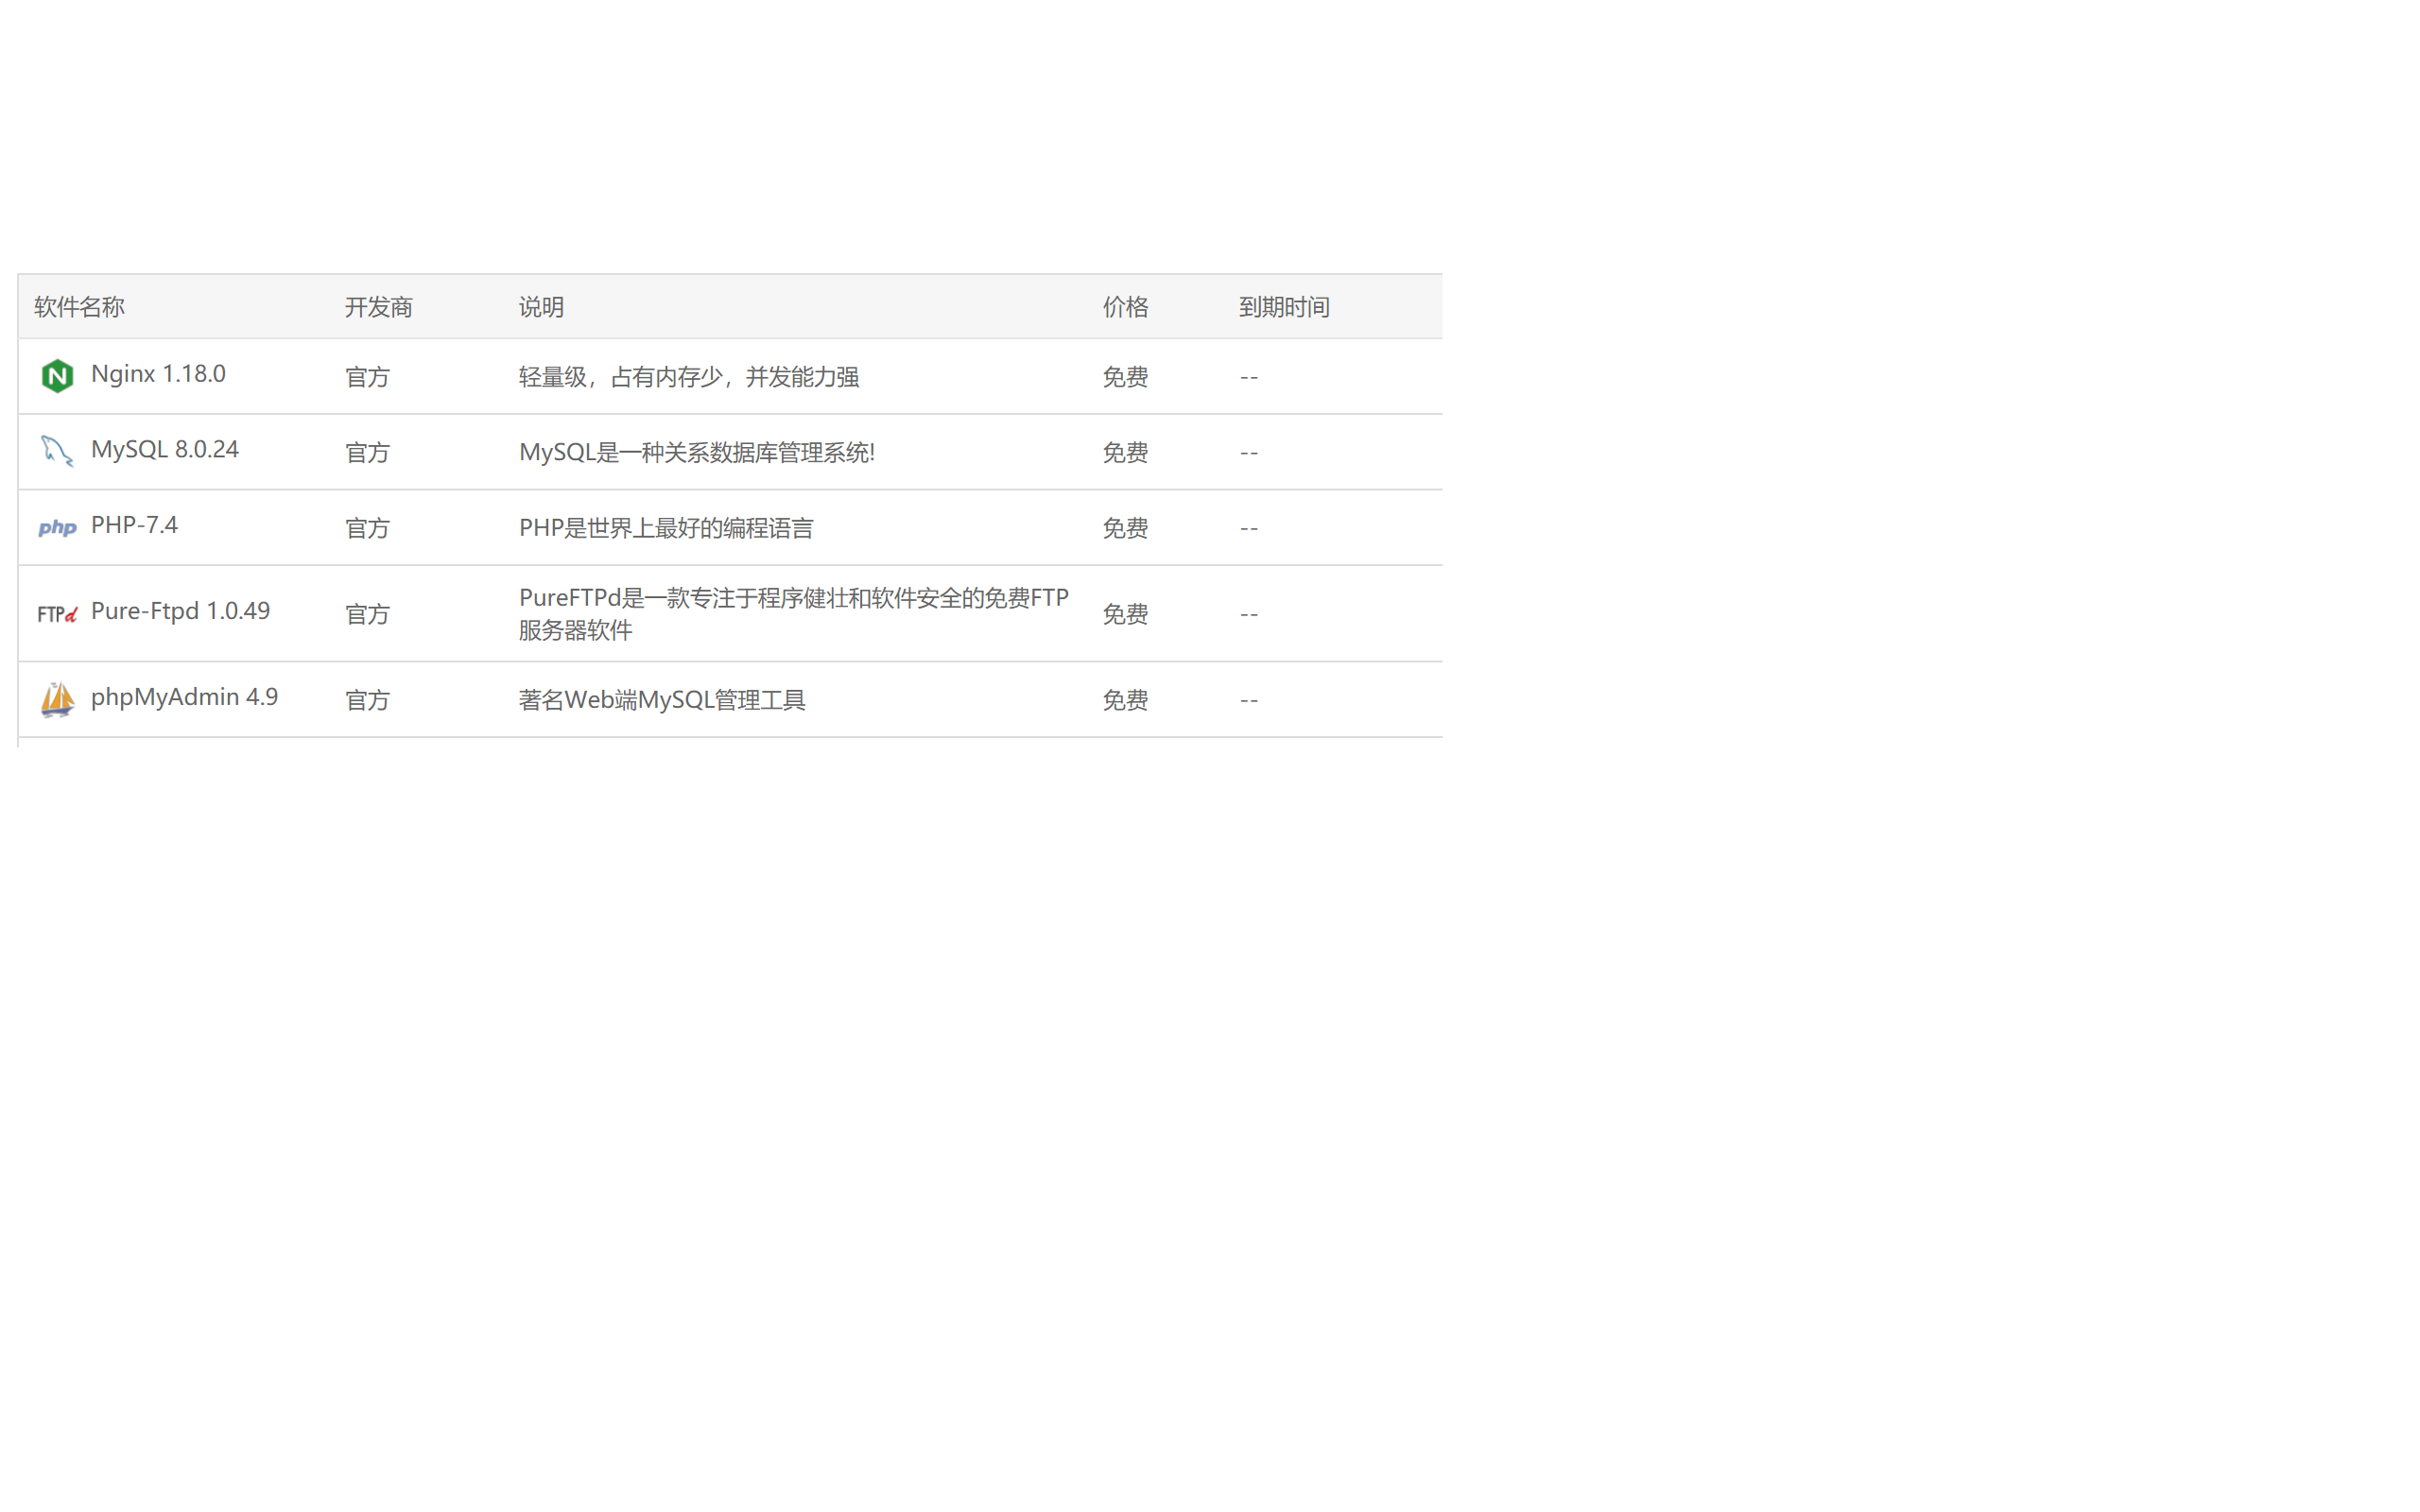 软件名称 开发商 说明 价格 到期时间
Nginx 1.18.0 官方 轻量级，占有内存少，并发能力强 免费 --
MySQL 8.0.24 官方 MySQL是一种关系数据库管理系统! 免费 --
php PHP-7.4 官方 PHP是世界上最好的编程语言 免费 --
FTPd Pure-Ftpd 1.0.49 官方 PureFTPd是一款专注于程序健壮和软件安全的免费FTP 免费 --
服务器软件
phpMyAdmin 4.9 官方 著名Web端MySQL管理工具 免费 --